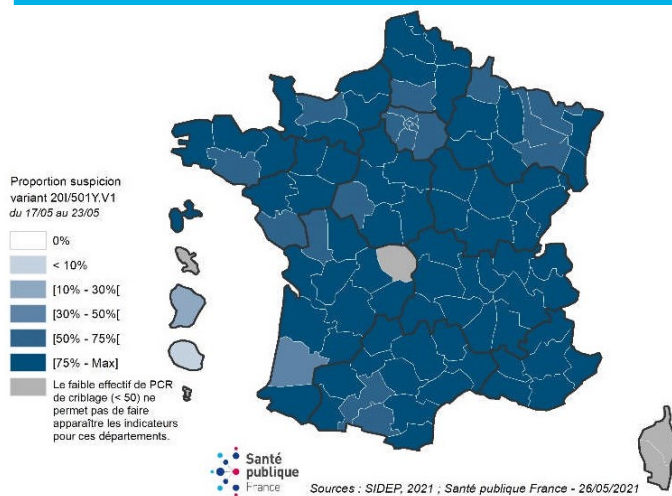 Proportion suspicion
variant 20I/501Y.V1
du 17/05 au 23/05
0%
< 10%
[10% - 30%[
[30% - 50%[
[50% - 75%[
[75% - Max]
Le faible effectif de PCR
de criblage (< 50) ne
permet pas de faire
apparaître les indicateurs
pour ces départements.
Santé
publique
France
Sources : SIDEP, 2021 ; Santé publique France - 26/05/2021